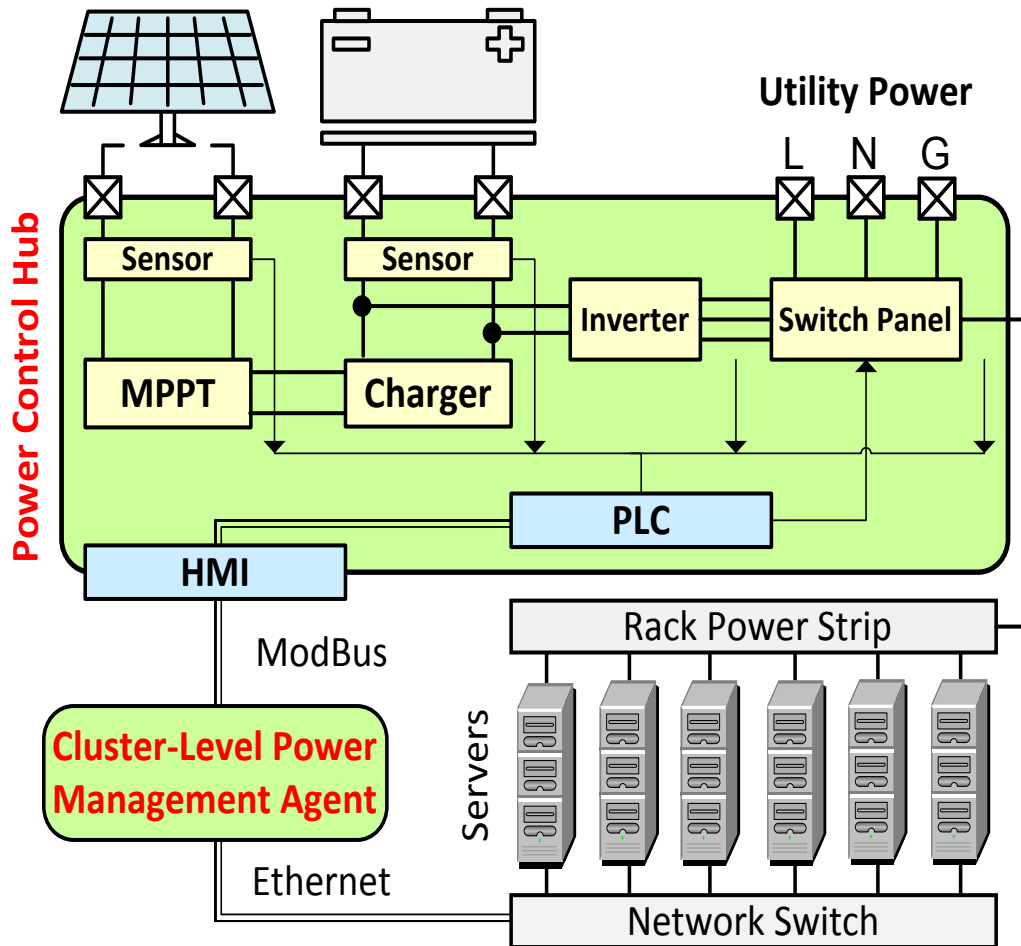 Utility Power
L
N
G
Power Control Hub
Sensor
Sensor
Inverter
Switch Panel
MPPT
Charger
PLC
HMI
ModBus
Rack Power Strip
Cluster-Level Power
Management Agent
Servers
Ethernet
Network Switch